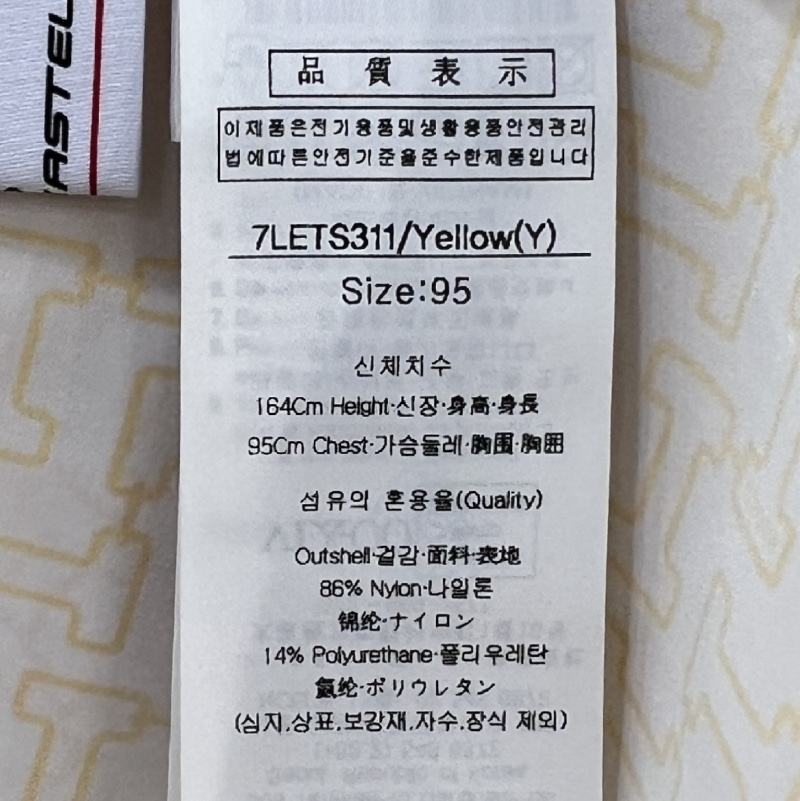 ASTEL
品 質 表 示
이제품은전기용품및생활용품안전관리
법에따른안전기준을준수한제품입니다
7LETS311/Yellow(Y)
Size:95
신체치수
164Cm Height·신장·身高·身長
95Cm Chest·가슴둘레·胸围·胸囲
섬유의 혼용율(Quality)
Outshell·겉감·面料·表地
86% Nylon·나일론
锦纶·ナイロン
14% Polyurethane·폴리우레탄
氨纶·ポリウレタン
(심지,상표,보강재,자수,장식 제외)